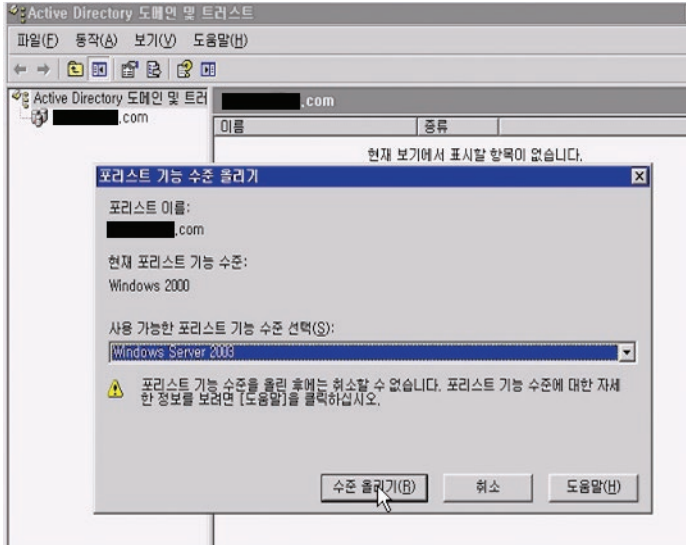 Active Directory 도메인 및 트러스트
파일(F) 동작(A) 보기(V) 도움말(H)
Active Directory 도메인 및 트러
.com
.com
이름 종류
현재 보기에서 표시할 항목이 없습니다.
포리스트 기능 수준 올리기
포리스트 이름:
.com
현재 포리스트 기능 수준:
Windows 2000
사용 가능한 포리스트 기능 수준 선택(S):
Windows Server 2003
포리스트 기능 수준을 올린 후에는 취소할 수 없습니다. 포리스트 기능 수준에 대한 자세
한 정보를 보려면 [도움말]을 클릭하십시오.
수준 올리기(R) 취소 도움말(H)